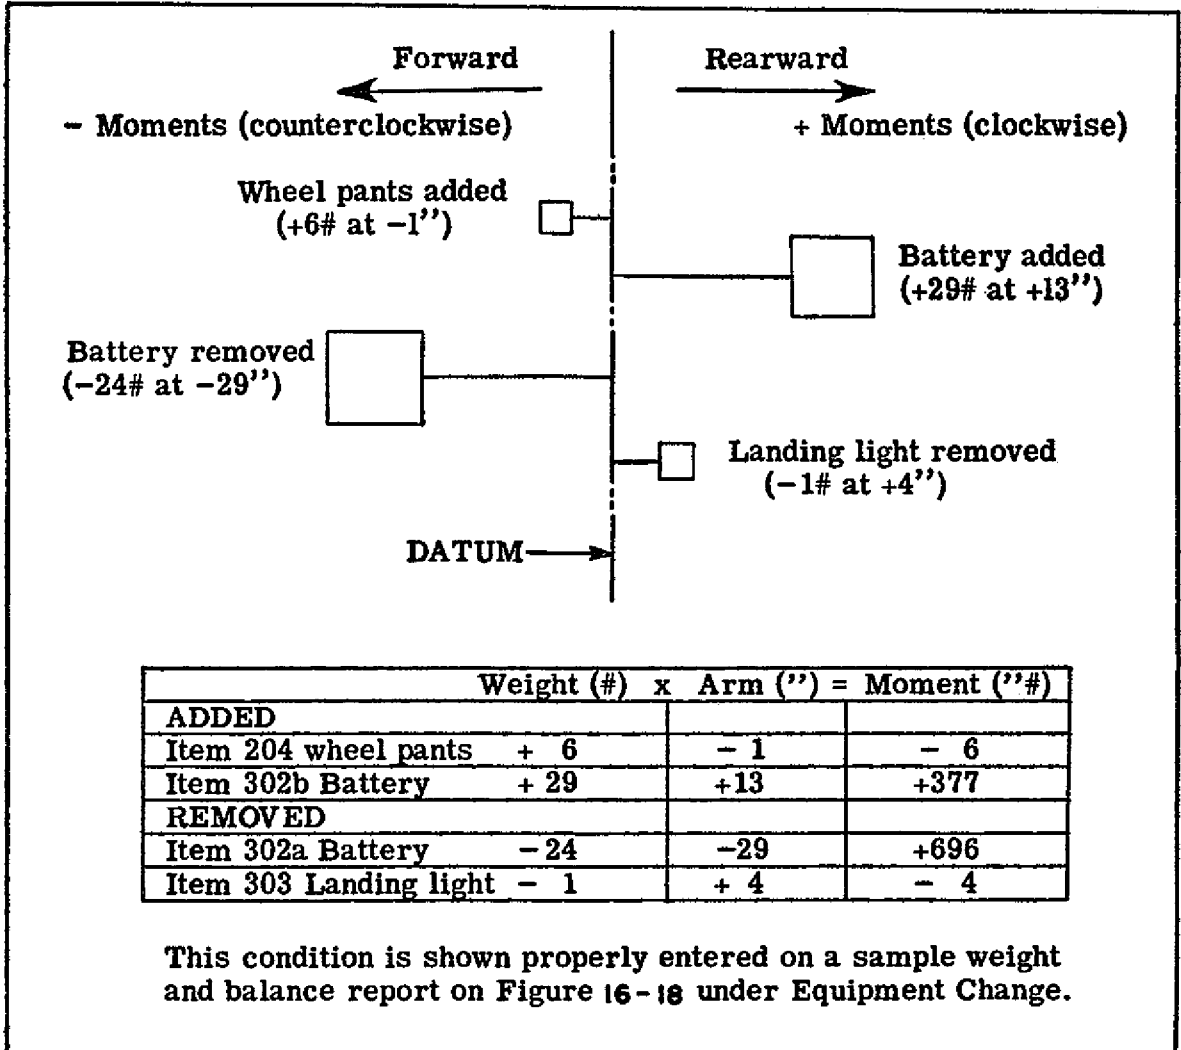 Forward
Rearward
− Moments (counterclockwise)
+ Moments (clockwise)
Wheel pants added
(+6# at −1’’)
Battery added
(+29# at +13’’)
Battery removed
(−24# at −29’’)
Landing light removed
(−1# at +4’’)
DATUM
Weight (#) x Arm (’’) = Moment (’’#)
ADDED
Item 204 wheel pants + 6 − 1 − 6
Item 302b Battery + 29 +13 +377
REMOVED
Item 302a Battery −24 −29 +696
Item 303 Landing light − 1 + 4 − 4
This condition is shown properly entered on a sample weight
and balance report on Figure 16-18 under Equipment Change.